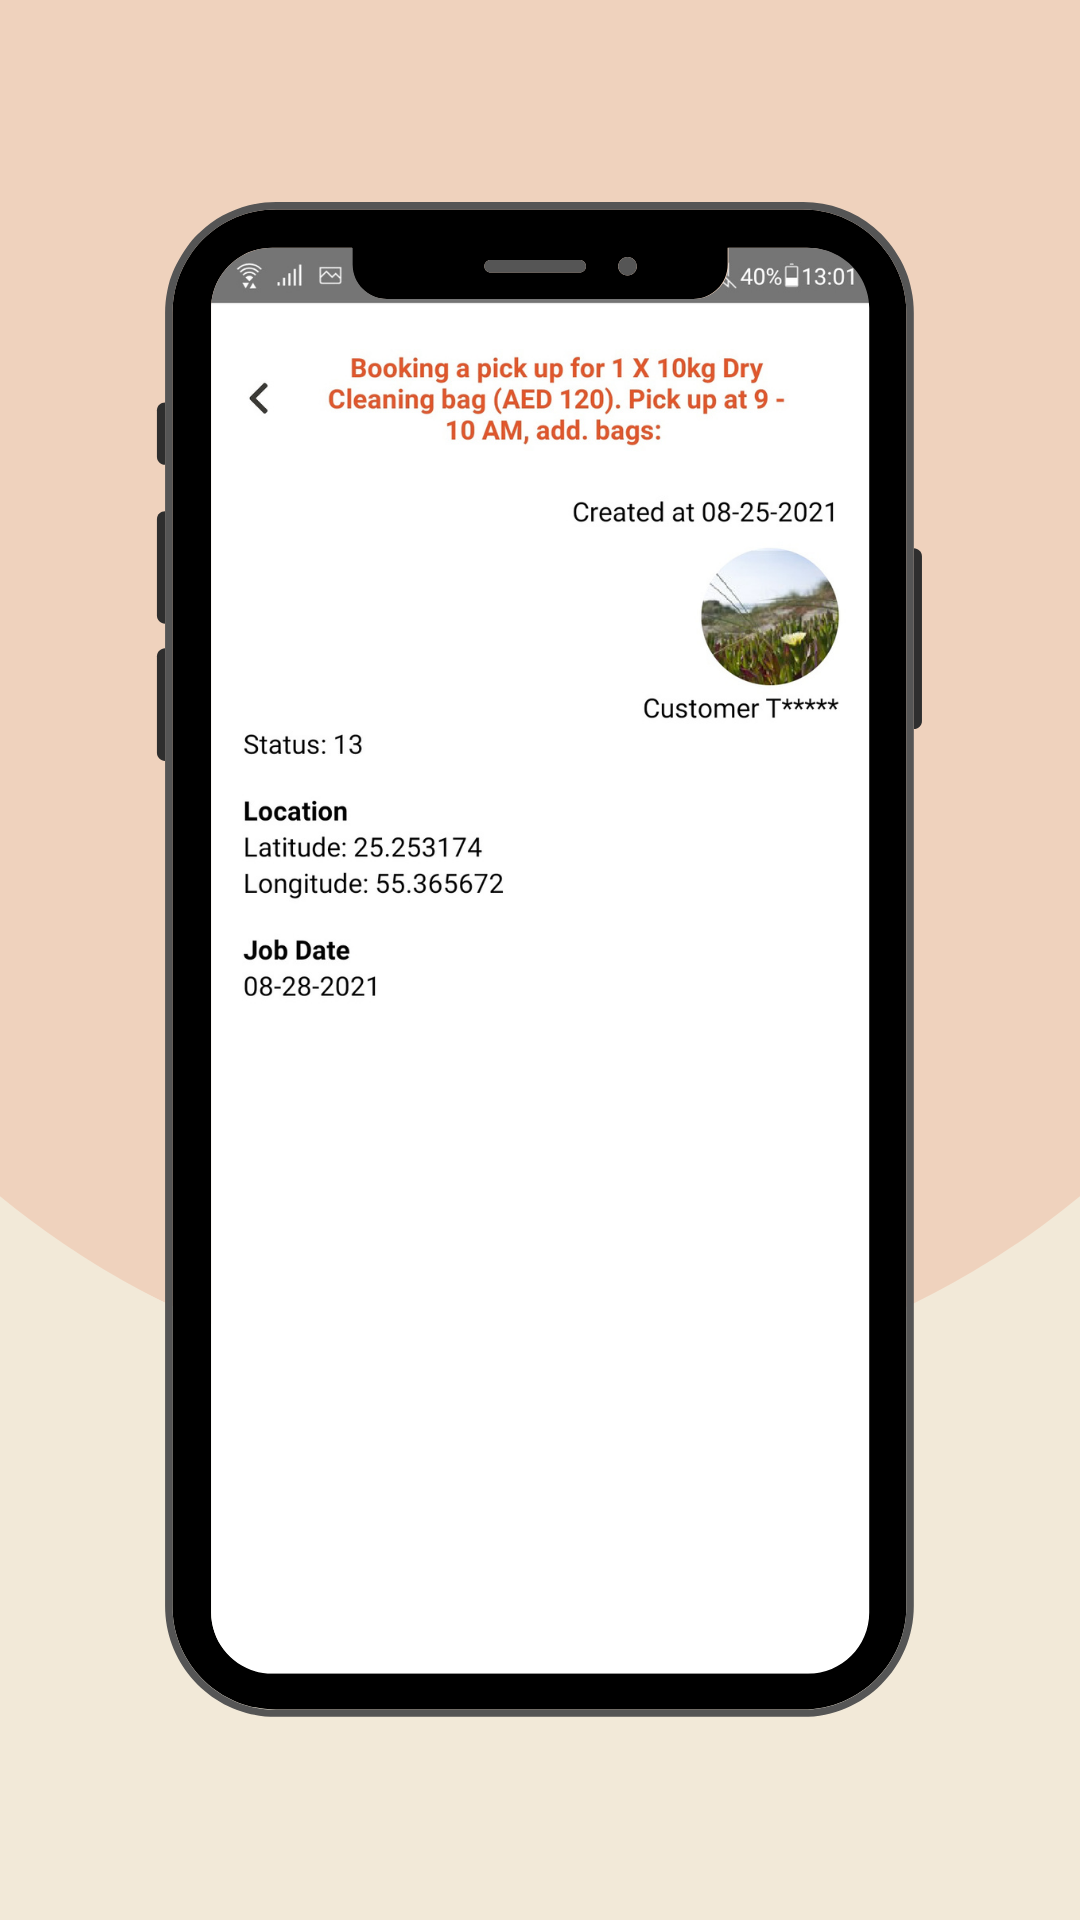 40% 13:01
Booking a pick up for 1 X 10kg Dry
Cleaning bag (AED 120). Pick up at 9 -
10 AM, add. bags:
Created at 08-25-2021
Customer T*****
Status: 13
Location
Latitude: 25.253174
Longitude: 55.365672
Job Date
08-28-2021